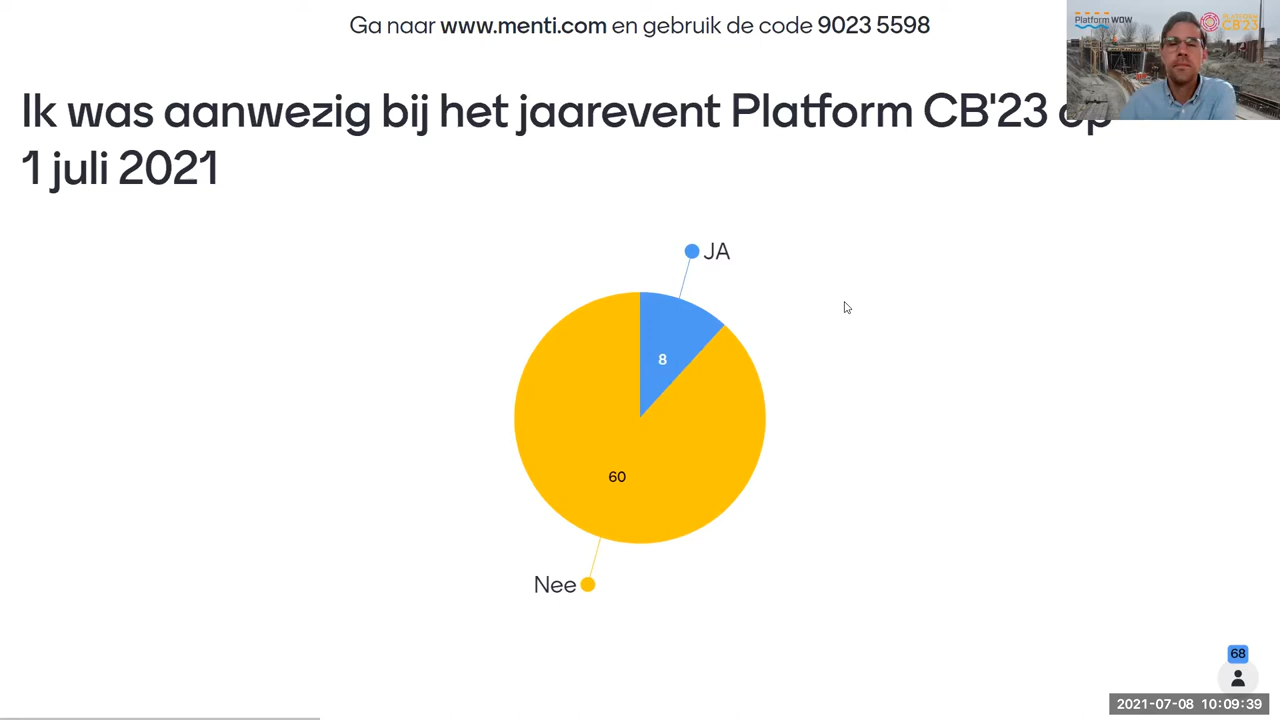 Ga naar www.menti.com en gebruik de code 9023 5598
Platform WOW
PLATFORM
CB'23
Ik was aanwezig bij het jaarevent Platform CB'23 op
1 juli 2021
JA
8
60
Nee
68
2021-07-08 10:09:39